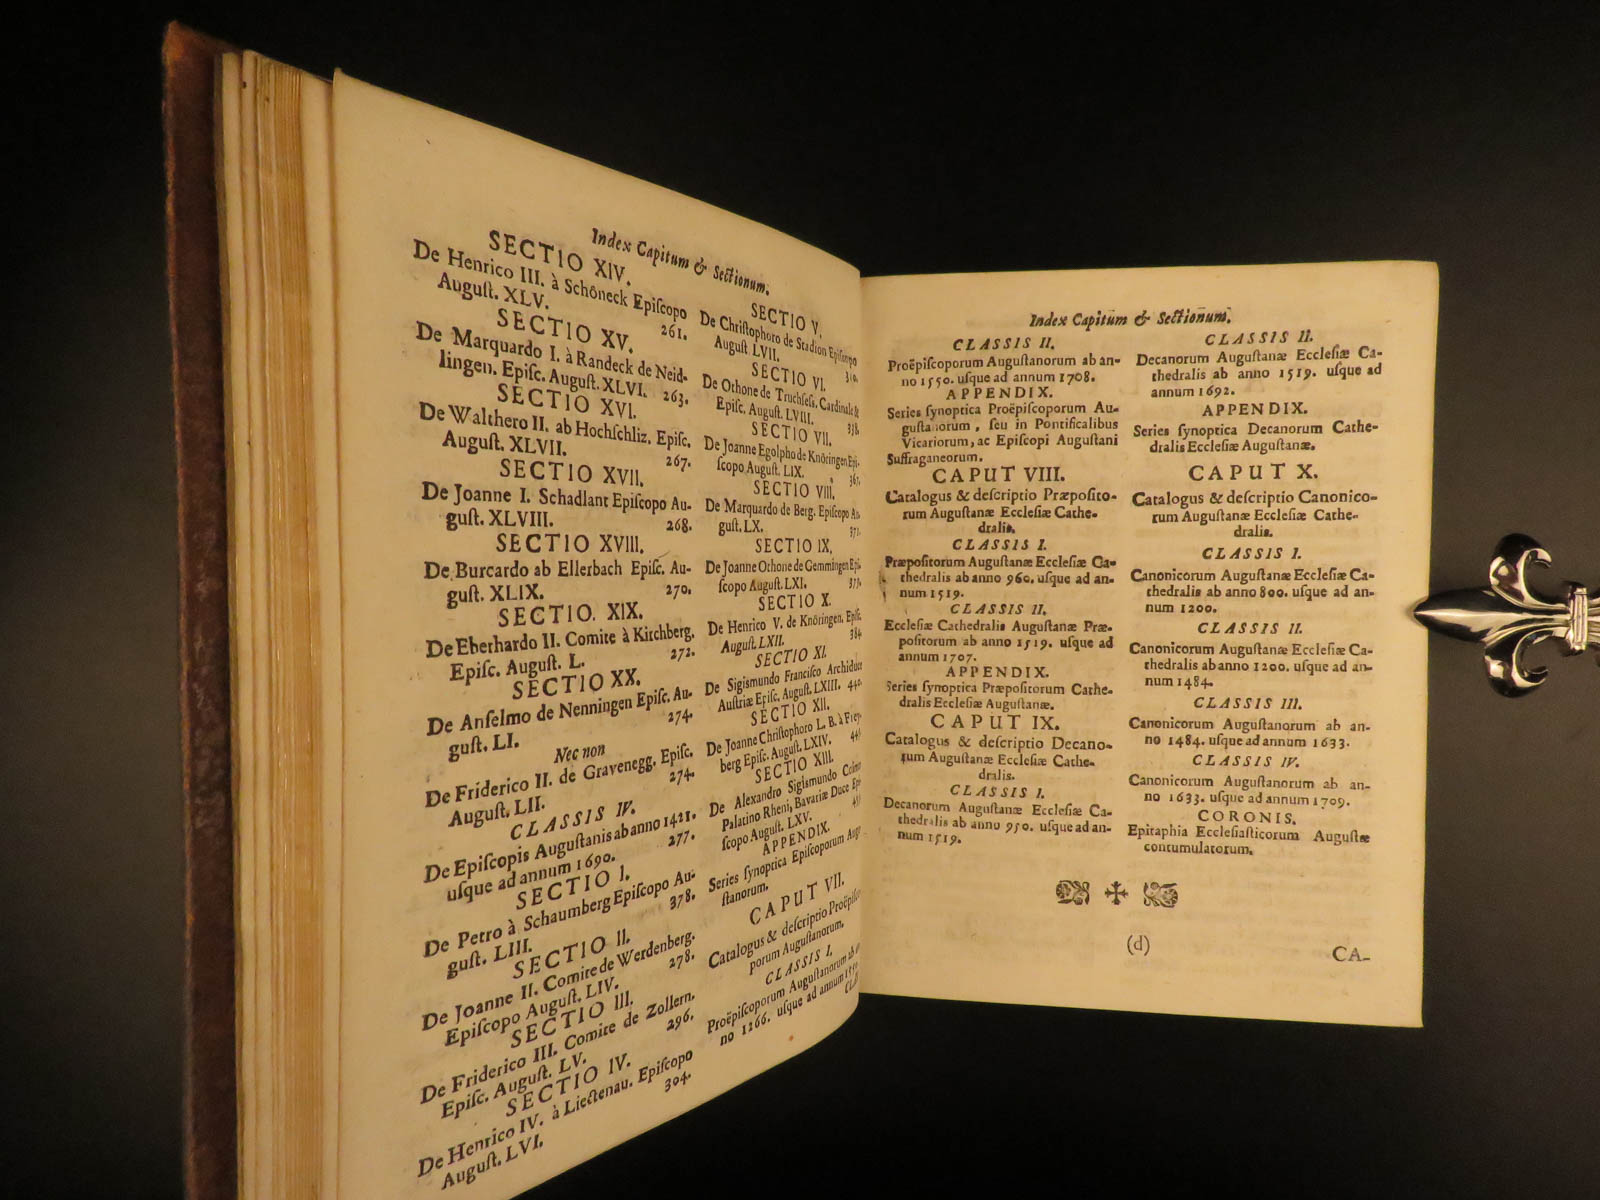 Index Capitum & Sectionum.
SECTIO XIV.
De Henrico III. à Schôneck Epiſcopo
Auguſt. XLV. 261.
SECTIO XV.
De Marquardo I. à Randeck de Neid-
lingen. Epiſc. Auguſt. XLVI. 263.
SECTIO XVI.
De Walthero II. ab Hochſchliz. Epiſc.
Auguſt. XLVII. 267.
SECTIO XVII.
De Joanne I. Schadlant Epiſcopo Au-
guſt. XLVIII. 268.
SECTIO XVIII.
De Burcardo ab Ellerbach Epiſc. Au-
guſt. XLIX. 270.
SECTIO. XIX.
De Eberhardo II. Comite à Kirchberg.
Epiſc. Auguſt. L. 272.
SECTIO XX.
De Anſelmo de Nenningen Epiſc. Au-
guſt. LI. 274.
Nec non
De Friderico II. de Gravenegg. Epiſc.
Auguſt. LII. 274.
CLASSIS IV.
De Epiſcopis Auguſtanis ab anno 1421.
uſque ad annum 1690. 277.
SECTIO I.
De Petro à Schaumberg Epiſcopo Au-
guſt. LIII. 378.
SECTIO II.
De Joanne II. Comite de Werdenberg.
Epiſcopo Auguſt. LIV. 278.
SECTIO III.
De Friderico III. Comite de Zollern.
Epiſc. Auguſt. LV. 296.
SECTIO IV.
De Henrico IV. à Liectenau. Epiſcopo
Auguſt. LVI. 304.
SECTIO V.
De Chriſtophoro de Stadion Epiſcopo
Auguſt. LVII. 310.
SECTIO VI.
De Othone de Truchſeſs. Cardinale &
Epiſc. Auguſt. LVIII. 338.
SECTIO VII.
De Joanne Egolpho de Knôringen Epi-
ſcopo Auguſt. LIX. 361.
SECTIO VIII.
De Marquardo de Berg. Epiſcopo Au-
guſt. LX. 371.
SECTIO IX.
De Joanne Othone de Gemmingen Epi-
ſcopo Auguſt. LXI. 377.
SECTIO X.
De Henrico V. de Knôringen. Epiſc.
Auguſt. LXII. 384
SECTIO XI.
De Sigismundo Franciſco Archiduce
Auſtriæ Epiſc. Auguſt. LXIII. 440.
SECTIO XII.
De Joanne Chriſtophoro L. B. à Frey-
berg Epiſc. Auguſt. LXIV.
SECTIO XIII.
De Alexandro Sigismundo
Palatino Rheni, Bavariæ Duce Epi
ſcopo Auguſt. LXV.
APPENDIX.
Series ſynoptica Epiſcoporum Augu
ſtanorum.
CAPUT VII.
Catalogus & deſcriptio Proëpiſco
porum Auguſtanorum.
CLASSIS I.
Proëpiſcoporum Auguſtanorum ab
no 1266. uſque ad annum 1550.
CLAS
Index Capitum & Sectionum.
CLASSIS II.
Proëpiſcoporum Auguſtanorum ab an-
no 1550. uſque ad annum 1708.
APPENDIX.
Series ſynoptica Proëpiſcoporum Au-
guſtanorum, ſeu in Pontificalibus
Vicariorum, ac Epiſcopi Auguſtani
Suffraganeorum.
CAPUT VIII.
Catalogus & deſcriptio Præpoſito-
rum Auguſtanæ Eccleſiæ Cathe-
dralis.
CLASSIS I.
Præpoſitorum Auguſtanæ Eccleſiæ Ca-
thedralis ab anno 960. uſque ad an-
num 1519.
CLASSIS II.
Eccleſiæ Cathedralis Auguſtanæ Præ-
poſitorum ab anno 1519. uſque ad
annum 1707.
APPENDIX.
Series ſynoptica Præpoſitorum Cathe-
dralis Eccleſiæ Auguſtanæ.
CAPUT IX.
Catalogus & deſcriptio Decano-
rum Auguſtanæ Eccleſiæ Cathe-
dralis.
CLASSIS I.
Decanorum Auguſtanæ Eccleſiæ Ca-
thedralis ab anno 950. uſque ad an-
num 1519.
CLASSIS II.
Decanorum Auguſtanæ Eccleſiæ Ca-
thedralis ab anno 1519. uſque ad
annum 1692.
APPENDIX.
Series ſynoptica Decanorum Cathe-
dralis Eccleſiæ Auguſtanæ.
CAPUT X.
Catalogus & deſcriptio Canonico-
rum Auguſtanæ Eccleſiæ Cathe-
dralis.
CLASSIS I.
Canonicorum Auguſtanæ Eccleſiæ Ca-
thedralis ab anno 800. uſque ad an-
num 1200.
CLASSIS II.
Canonicorum Auguſtanæ Eccleſiæ Ca-
thedralis ab anno 1200. uſque ad an-
num 1484.
CLASSIS III.
Canonicorum Auguſtanorum ab an-
no 1484. uſque ad annum 1633.
CLASSIS IV.
Canonicorum Auguſtanorum ab an-
no 1633. uſque ad annum 1709.
CORONIS.
Epitaphia Eccleſiaſticorum Auguſtæ
contumulatorum.
(d)
CA-